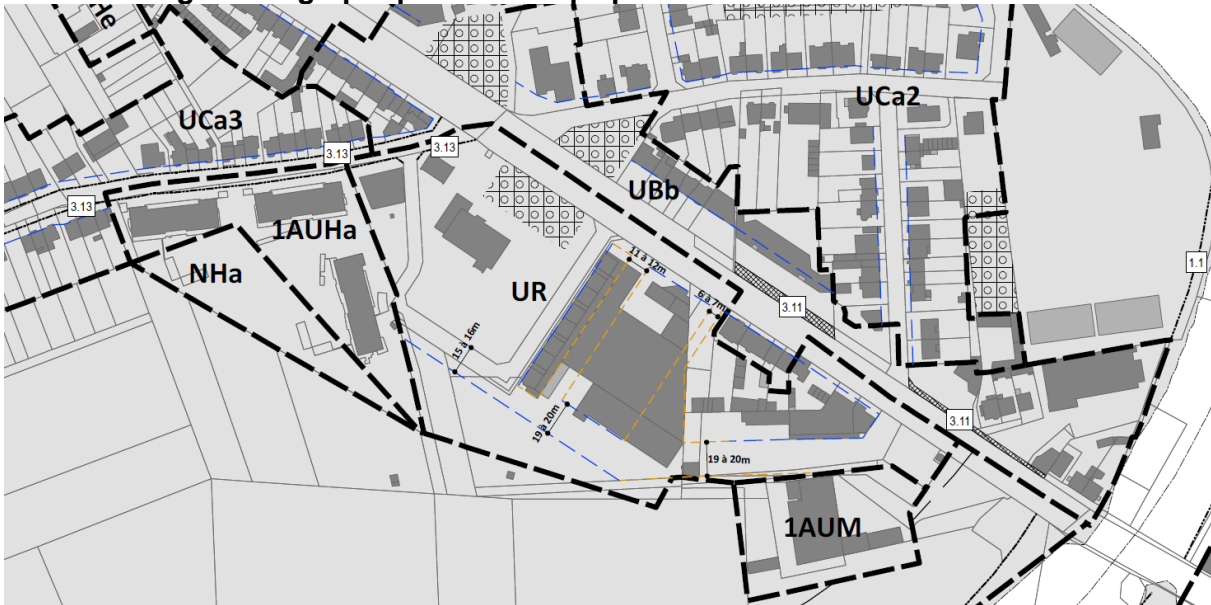 He
UCa3
UCa2
3.13
3.13
3.13
UBb
1AUHa
NHa
UR
11 à 12m
6 à 7m
3.11
1.1
15 à 16m
19 à 20m
3.11
19 à 20m
1AUM